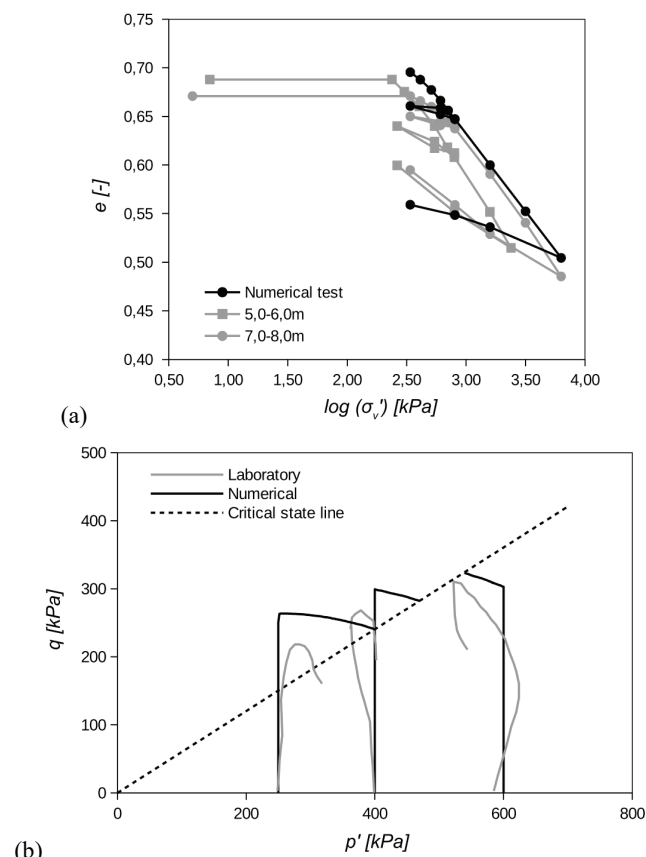 0,70
0,75
0,65
0,60
0,55
0,50
0,45
0,40
e [-]
Numerical test
5,0-6,0m
7,0-8,0m
0,50 1,00 1,50 2,00 2,50 3,00 3,50 4,00
log (σv') [kPa]
(a)
500
400
300
200
100
0
q [kPa]
Laboratory
Numerical
Critical state line
0 200 400 600 800
p' [kPa]
(b)